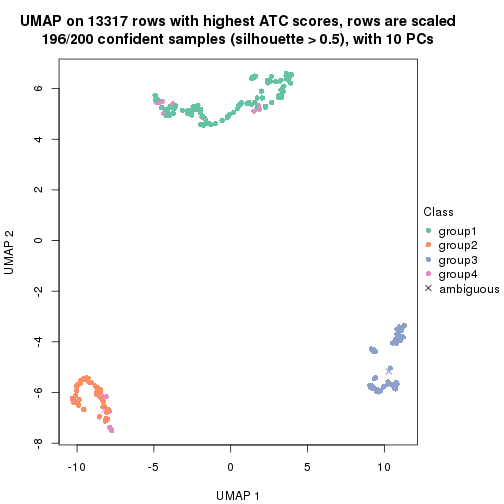 UMAP on 13317 rows with highest ATC scores, rows are scaled
196/200 confident samples (silhouette > 0.5), with 10 PCs
6
4
2
0
-2
-4
-6
-8
UMAP 2
-10
-5
0
5
10
UMAP 1
Class
group1
group2
group3
group4
ambiguous